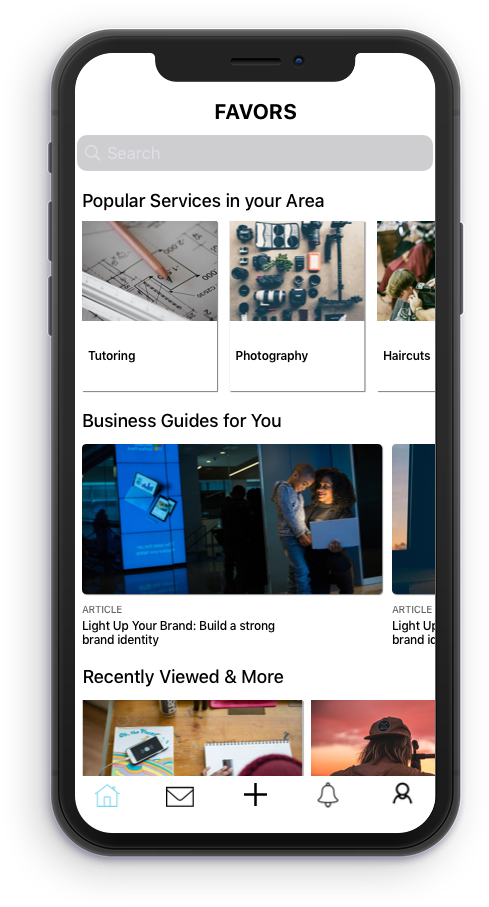 FAVORS
Search
Popular Services in your Area
Tutoring
Photography
Haircuts
Business Guides for You
ARTICLE
Light Up Your Brand: Build a strong
brand identity
ARTICLE
Light Up
brand id
Recently Viewed & More